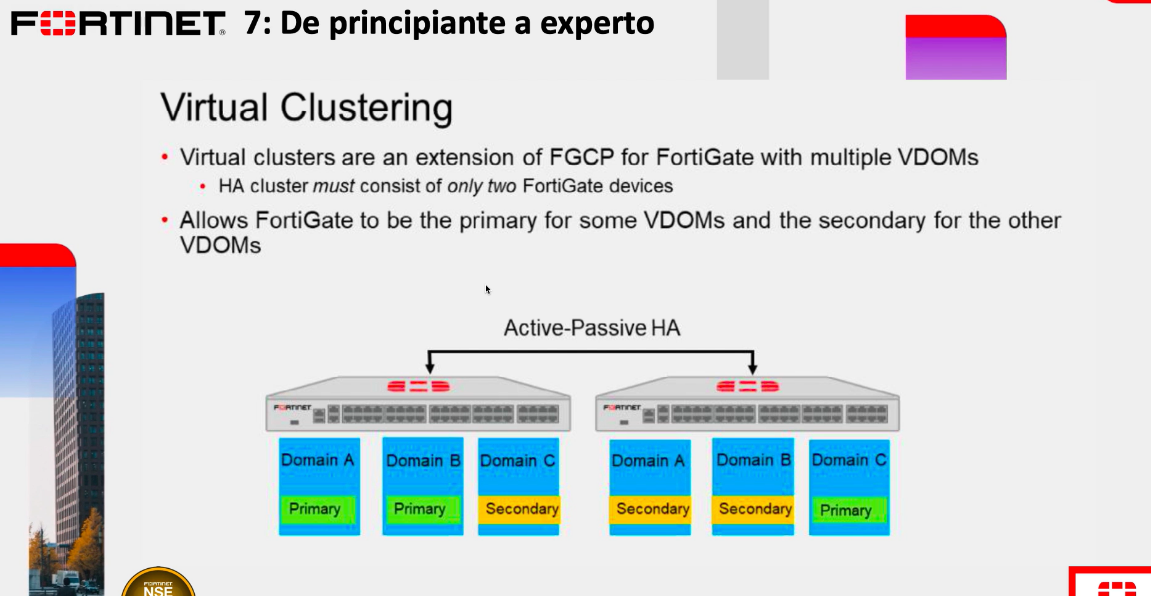 FORTINET® 7: De principiante a experto
Virtual Clustering
• Virtual clusters are an extension of FGCP for FortiGate with multiple VDOMs
• HA cluster must consist of only two FortiGate devices
• Allows FortiGate to be the primary for some VDOMs and the secondary for the other
VDOMs
Active-Passive HA
FORTINET
FORTINET
Domain A
Domain B
Domain C
Domain A
Domain B
Domain C
Primary
Primary
Secondary
Secondary
Secondary
Primary
FORTINET
NSE